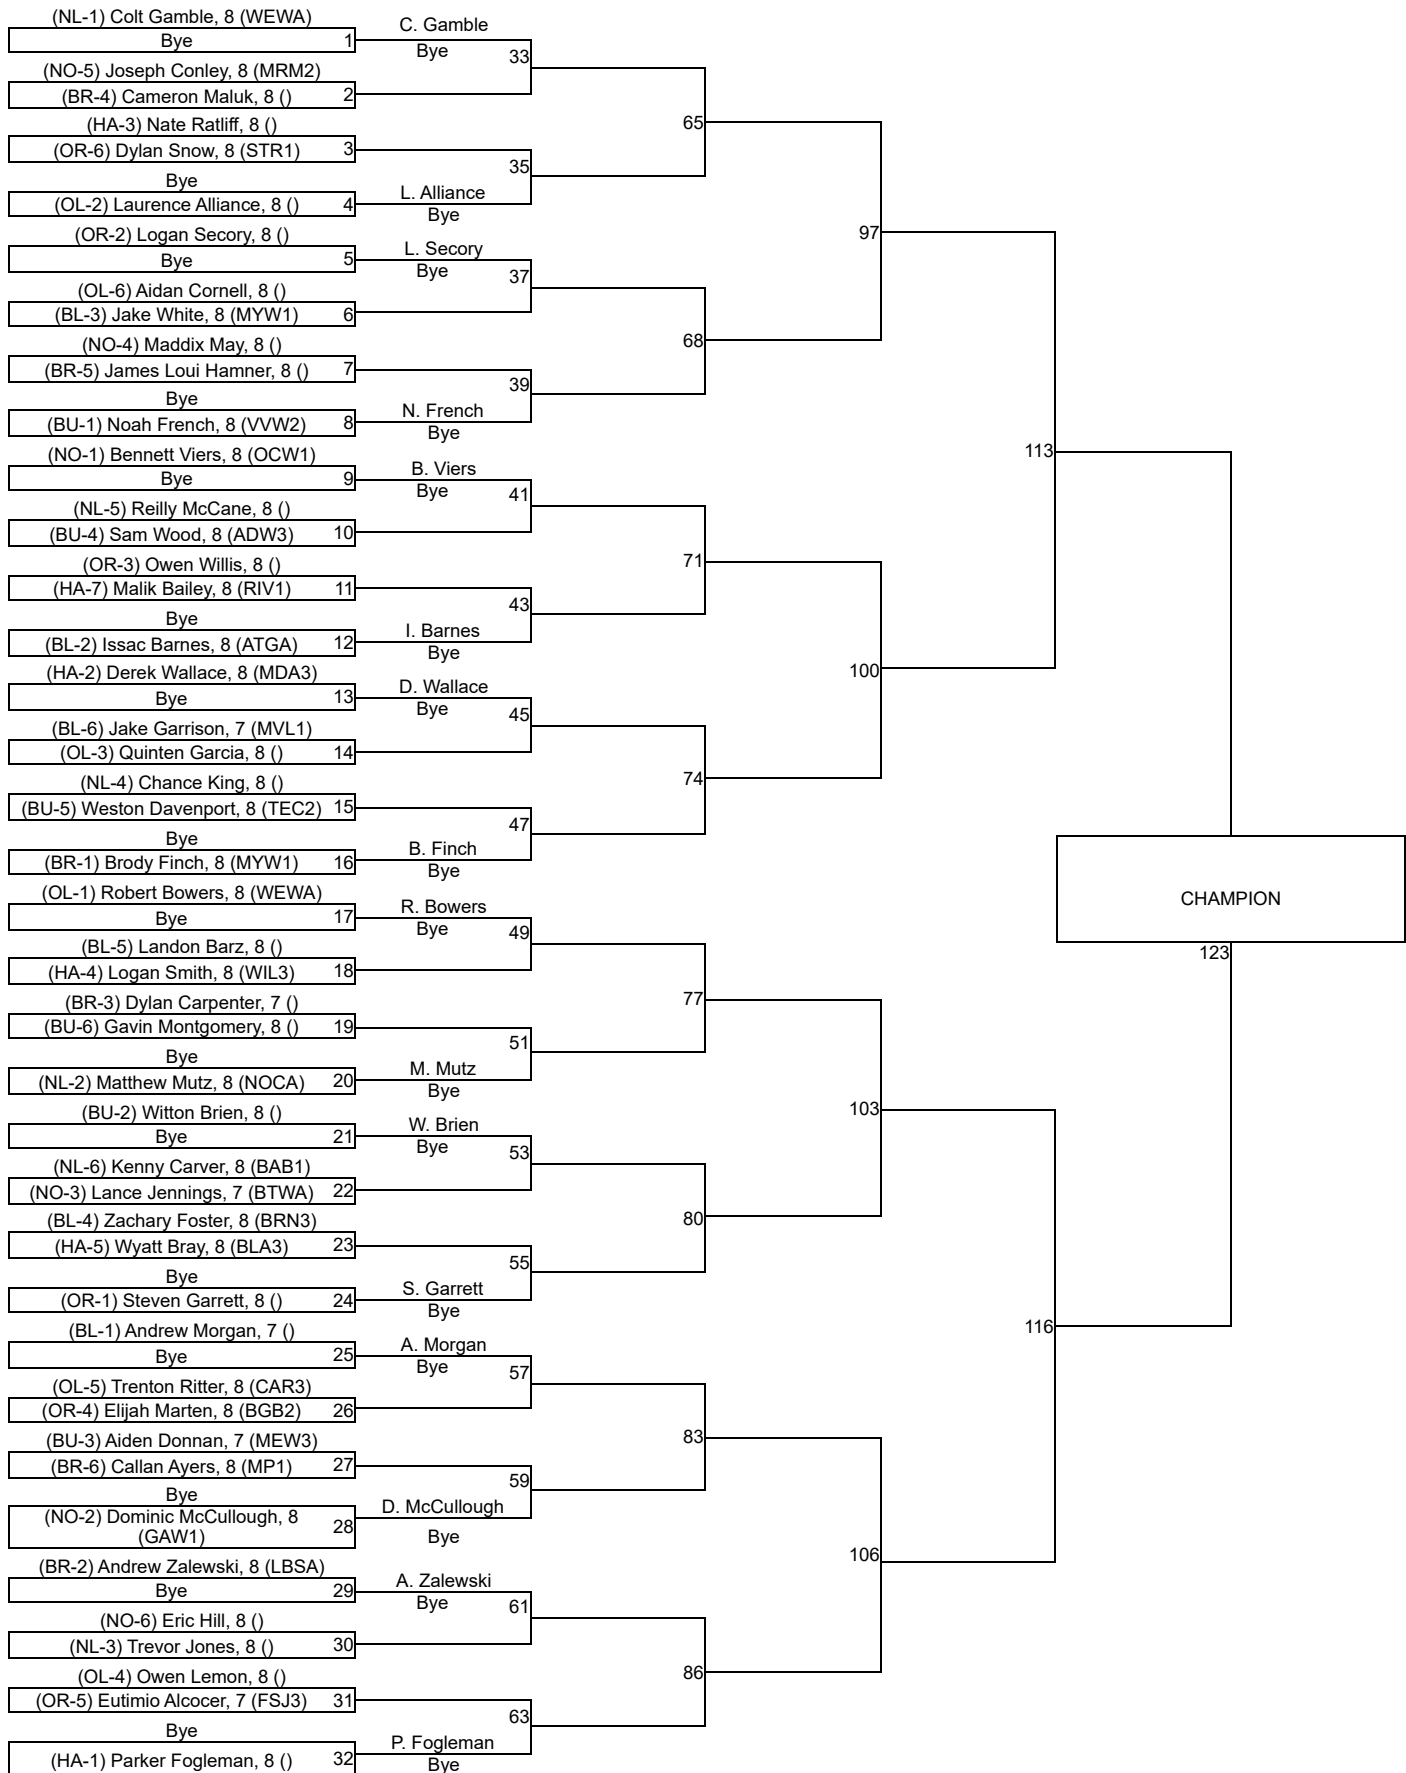 (NL-1) Colt Gamble, 8 (WEWA)
Bye 1
(NO-5) Joseph Conley, 8 (MRM2)
(BR-4) Cameron Maluk, 8 () 2
(HA-3) Nate Ratliff, 8 ()
(OR-6) Dylan Snow, 8 (STR1) 3
Bye
(OL-2) Laurence Alliance, 8 () 4
(OR-2) Logan Secory, 8 ()
Bye 5
(OL-6) Aidan Cornell, 8 ()
(BL-3) Jake White, 8 (MYW1) 6
(NO-4) Maddix May, 8 ()
(BR-5) James Loui Hamner, 8 () 7
Bye
(BU-1) Noah French, 8 (VVW2) 8
(NO-1) Bennett Viers, 8 (OCW1)
Bye 9
(NL-5) Reilly McCane, 8 ()
(BU-4) Sam Wood, 8 (ADW3) 10
(OR-3) Owen Willis, 8 ()
(HA-7) Malik Bailey, 8 (RIV1) 11
Bye
(BL-2) Issac Barnes, 8 (ATGA) 12
(HA-2) Derek Wallace, 8 (MDA3)
Bye 13
(BL-6) Jake Garrison, 7 (MVL1)
(OL-3) Quinten Garcia, 8 () 14
(NL-4) Chance King, 8 ()
(BU-5) Weston Davenport, 8 (TEC2) 15
Bye
(BR-1) Brody Finch, 8 (MYW1) 16
(OL-1) Robert Bowers, 8 (WEWA)
Bye 17
(BL-5) Landon Barz, 8 ()
(HA-4) Logan Smith, 8 (WIL3) 18
(BR-3) Dylan Carpenter, 7 ()
(BU-6) Gavin Montgomery, 8 () 19
Bye
(NL-2) Matthew Mutz, 8 (NOCA) 20
(BU-2) Witton Brien, 8 ()
Bye 21
(NL-6) Kenny Carver, 8 (BAB1)
(NO-3) Lance Jennings, 7 (BTWA) 22
(BL-4) Zachary Foster, 8 (BRN3)
(HA-5) Wyatt Bray, 8 (BLA3) 23
Bye
(OR-1) Steven Garrett, 8 () 24
(BL-1) Andrew Morgan, 7 ()
Bye 25
(OL-5) Trenton Ritter, 8 (CAR3)
(OR-4) Elijah Marten, 8 (BGB2) 26
(BU-3) Aiden Donnan, 7 (MEW3)
(BR-6) Callan Ayers, 8 (MP1) 27
Bye
(NO-2) Dominic McCullough, 8
(GAW1) 28
(BR-2) Andrew Zalewski, 8 (LBSA)
Bye 29
(NO-6) Eric Hill, 8 ()
(NL-3) Trevor Jones, 8 () 30
(OL-4) Owen Lemon, 8 ()
(OR-5) Eutimio Alcocer, 7 (FSJ3) 31
Bye
(HA-1) Parker Fogleman, 8 () 32
C. Gamble
Bye 33
35
L. Alliance
Bye
L. Secory
Bye 37
39
N. French
Bye
B. Viers
Bye 41
43
I. Barnes
Bye
D. Wallace
Bye 45
47
B. Finch
Bye
R. Bowers
Bye 49
51
M. Mutz
Bye
W. Brien
Bye 53
55
S. Garrett
Bye
A. Morgan
Bye 57
59
D. McCullough
Bye
A. Zalewski
Bye 61
63
P. Fogleman
Bye
65
68
71
74
77
80
83
86
97
100
103
106
113
116
CHAMPION
123